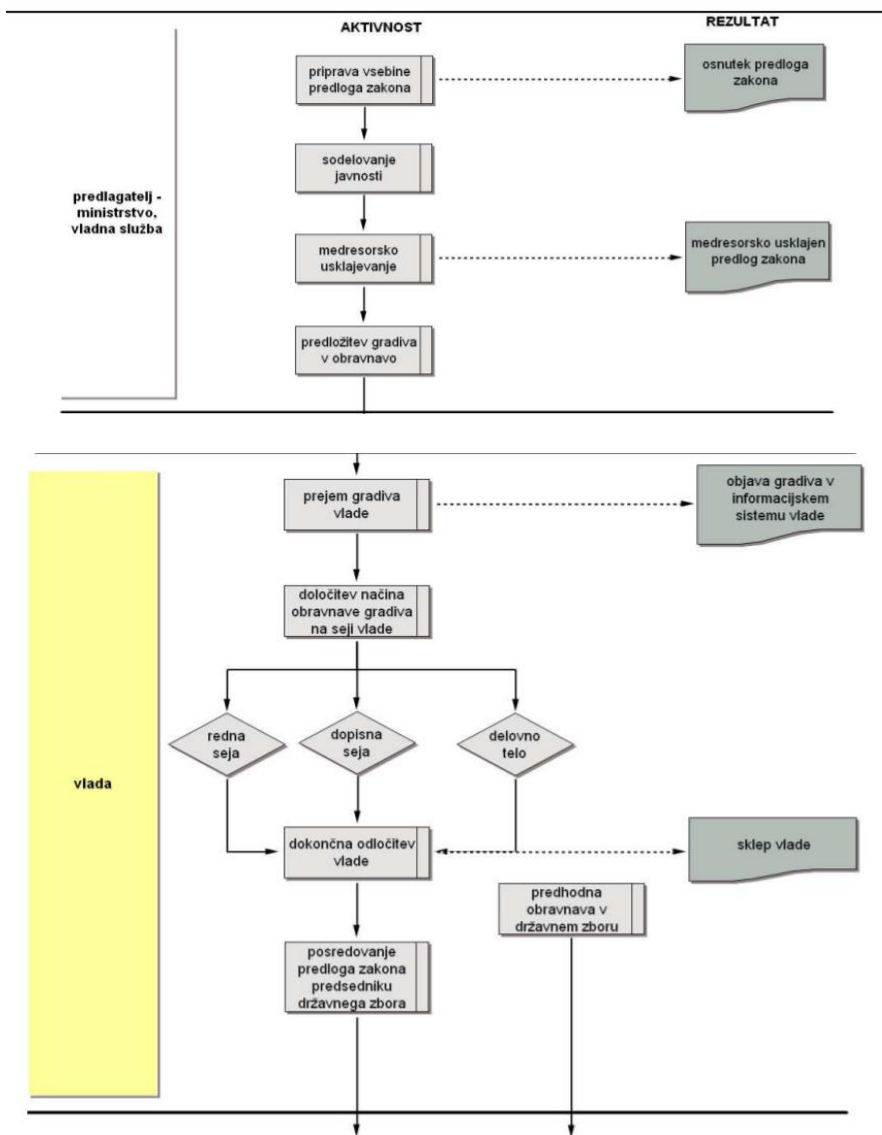 AKTIVNOST
REZULTAT
priprava vsebine
predloga zakona
osnutek predloga
zakona
sodelovanje
javnosti
predlagatelj -
ministrstvo,
vladna služba
medresorsko
usklajevanje
medresorsko usklajen
predlog zakona
predložitev gradiva
v obravnavo
prejem gradiva
vlade
objava gradiva v
informacijskem
sistemu vlade
določitev načina
obravnave gradiva
na seji vlade
redna
seja
dopisna
seja
delovno
telo
vlada
dokončna odločitev
vlade
sklep vlade
predhodna
obravnava v
državnem zboru
posredovanje
predloga zakona
predsedniku
državnega zbora